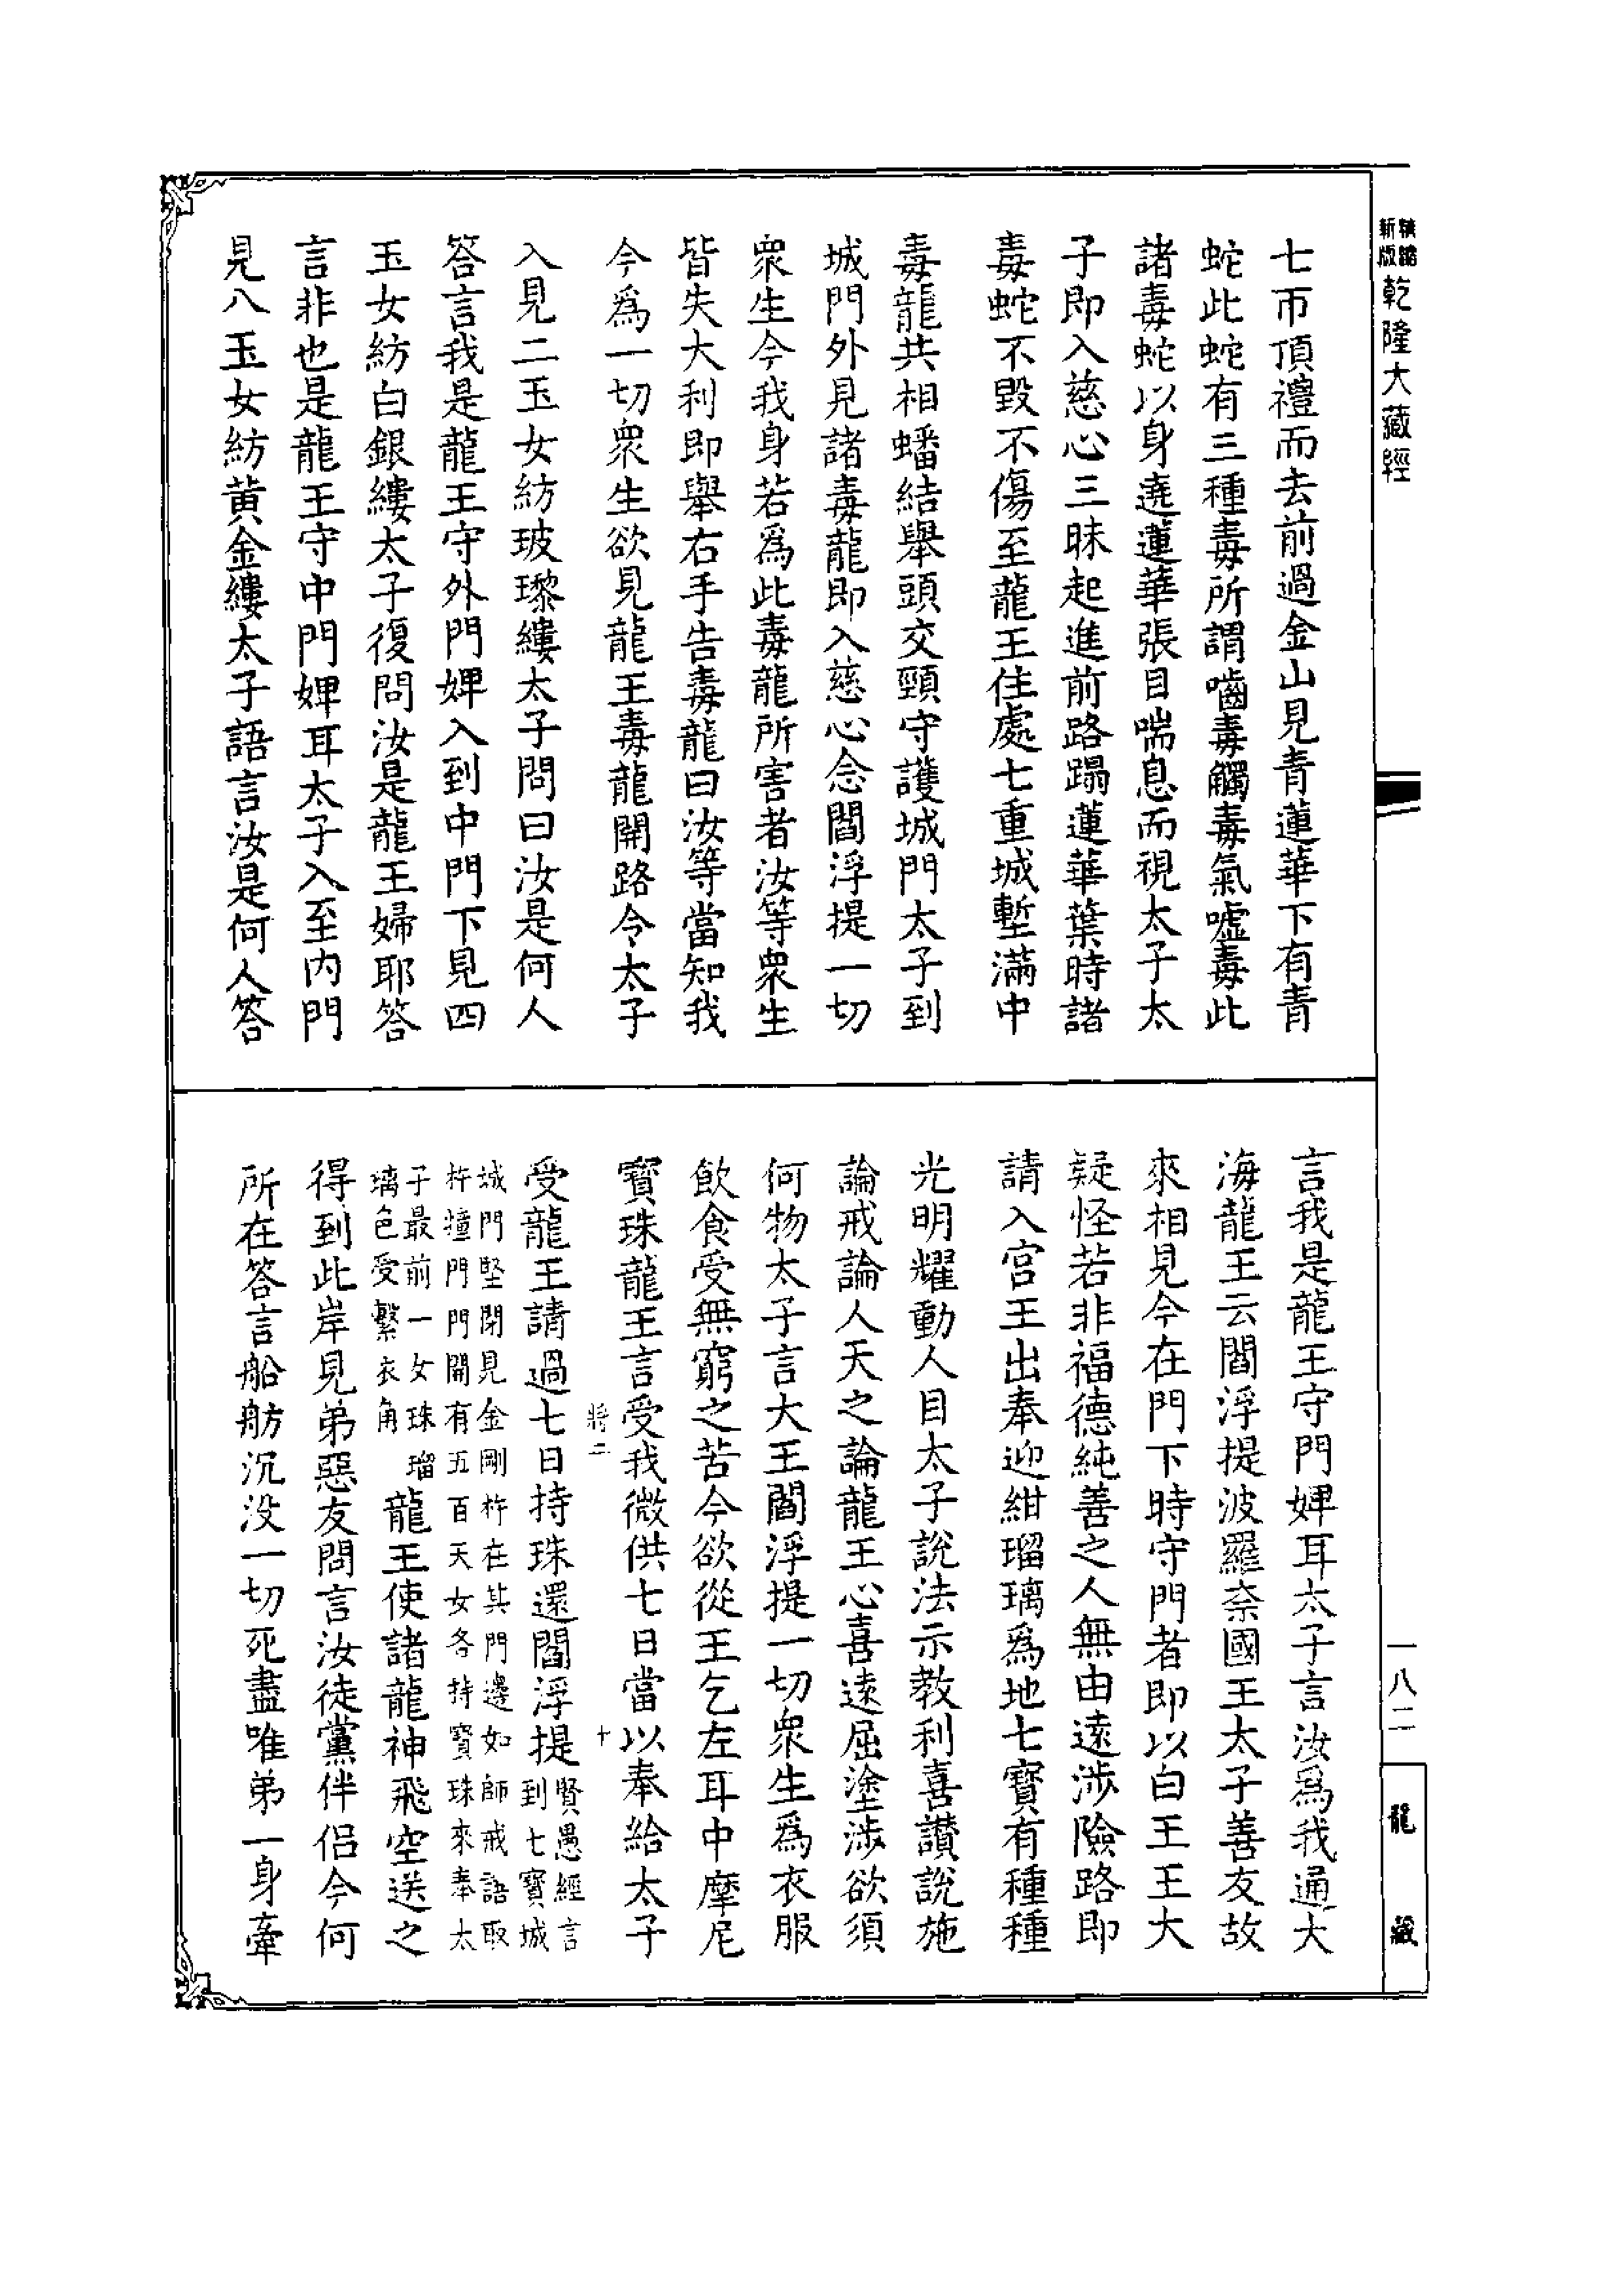 新版
乾隆大藏經
七帀頂禮而去前過金山見青蓮華下有青
蛇此蛇有三種毒所謂嚙毒觸毒氣噓毒此
諸毒蛇以身遶蓮華張目喘息而視太子太
子即入慈心三昧起進前路蹋蓮華葉時諸
毒蛇不毀不傷至龍王住處七重城塹滿中
毒龍共相蟠結舉頭交頸守護城門太子到
城門外見諸毒龍即入慈心念閻浮提一切
衆生今我身若爲此毒龍所害者汝等衆生
皆失大利即舉右手告毒龍曰汝等當知我
今爲一切衆生欲見龍王毒龍開路令太子
入見二玉女紡玻瓈縷太子問曰汝是何人
答言我是龍王守外門婢入到中門下見四
玉女紡白銀縷太子復問汝是龍王婦耶答
言非也是龍王守中門婢耳太子入至內門
見八玉女紡黃金縷太子語言汝是何人答
言我是龍王守門婢耳太子言汝爲我通大
海龍王云閻浮提波羅柰國王太子善友故
來相見今在門下時守門者即以白王王大
疑怪若非福德純善之人無由遠涉險路即
請入宮王出奉迎紺瑠璃爲地七寶有種種
光明耀動人目太子說法示教利喜讚說施
論戒論人天之論龍王心喜遠屈塗涉欲須
何物太子言大王閻浮提一切衆生爲衣服
飲食受無窮之苦今欲從王乞左耳中摩尼
寶珠龍王言受我微供七日當以奉給太子
將二
十
受龍王請過七日持珠還閻浮提賢愚經言
到七寶城
城門堅閉見金剛杵在其門邊如師戒語取
杵撞門門開有五百天女各持寶珠來奉太
子最前一女珠瑠
璃色受繫衣角
龍王使諸龍神飛空送之
得到此岸見弟惡友問言汝徒黨伴侶今何
所在答言船舫沉没一切死盡唯弟一身牽
一八二
龍藏